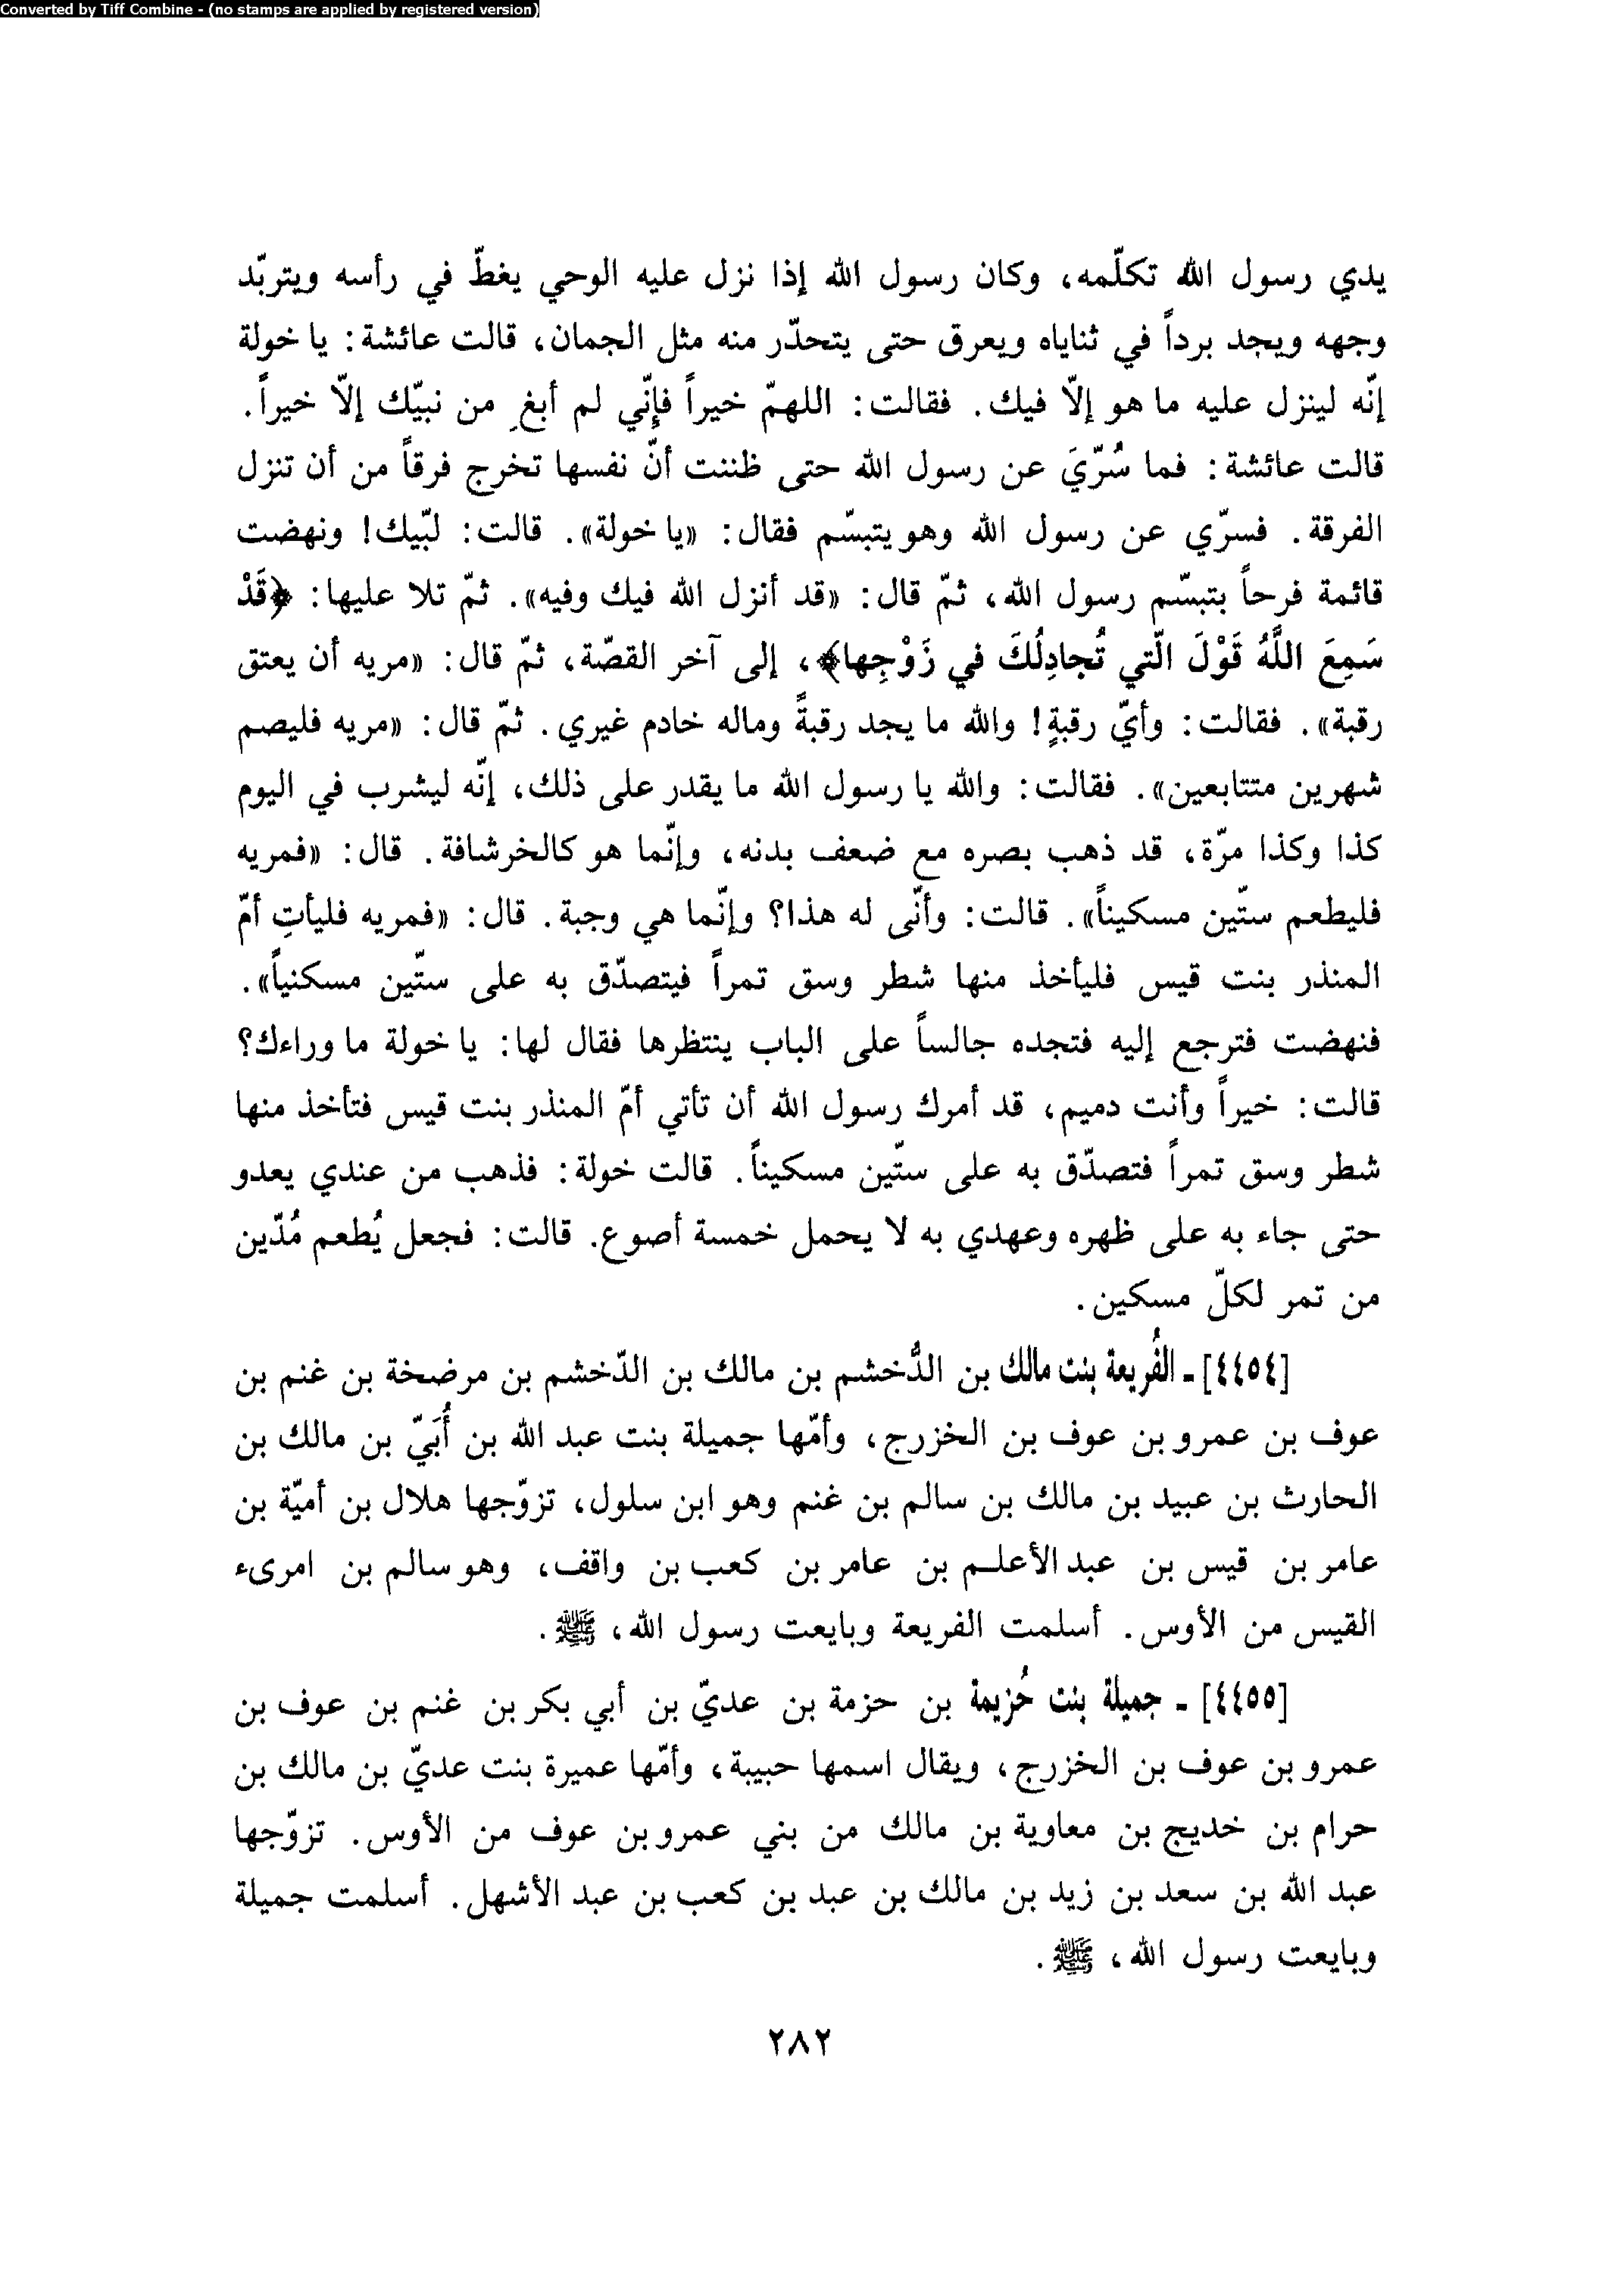 Converted by Tiff Combine - (no stamps are applied by registered version)
يدي رسول الله تكلّمه، وكان رسول الله إذا نزل عليه الوحي يغطّ في رأسه ويتربّد
وجهه ويجد برداً في ثناياه ويعرق حتى يتحدّر منه مثل الجمان، قالت عائشة: يا خولة
إنّه لينزل عليه ما هو إلّا فيك. فقالت: اللهمّ خيراً فإنّي لم أبغِ من نبيّك إلّا خيراً.
قالت عائشة: فما سُرّيَ عن رسول الله حتى ظننت أنّ نفسها تخرج فرقاً من أن تنزل
الفرقة. فسرّي عن رسول الله وهو يتبسّم فقال: «يا خولة». قالت: لبّيك! ونهضت
قائمة فرحاً بتبسّم رسول الله، ثمّ قال: «قد أنزل الله فيك وفيه». ثمّ تلا عليها: ﴿قَدْ
سَمِعَ اللَّهُ قَوْلَ الّتي تُجادِلُكَ في زَوْجِها﴾، إلى آخر القصّة، ثمّ قال: «مريه أن يعتق
رقبة». فقالت: وأيّ رقبةٍ! والله ما يجد رقبةً وماله خادم غيري. ثمّ قال: «مريه فليصم
شهرين متتابعين». فقالت: والله يا رسول الله ما يقدر على ذلك، إنّه ليشرب في اليوم
كذا وكذا مرّة، قد ذهب بصره مع ضعف بدنه، وإنّما هو كالخرشافة. قال: «فمريه
فليطعم ستّين مسكيناً». قالت: وأنّى له هذا؟ وإنّما هي وجبة. قال: «فمريه فليأتِ أمّ
المنذر بنت قيس فليأخذ منها شطر وسق تمراً فيتصدّق به على ستّين مسكنياً».
فنهضت فترجع إليه فتجده جالساً على الباب ينتظرها فقال لها: يا خولة ما وراءك؟
قالت: خيراً وأنت دميم، قد أمرك رسول الله أن تأتي أمّ المنذر بنت قيس فتأخذ منها
شطر وسق تمراً فتصدّق به على ستّين مسكيناً. قالت خولة: فذهب من عندي يعدو
حتى جاء به على ظهره وعهدي به لا يحمل خمسة أصوع. قالت: فجعل يُطعم مُدّين
من تمر لكلّ مسكين.
[٤٤٥٤] ـ الفُريعة بنت مالك بن الدُّخشم بن مالك بن الدّخشم بن مرضخة بن غنم بن
عوف بن عمرو بن عوف بن الخزرج، وأمّها جميلة بنت عبد الله بن أُبَيّ بن مالك بن
الحارث بن عبيد بن مالك بن سالم بن غنم وهو ابن سلول، تزوّجها هلال بن أميّة بن
عامر بن قيس بن عبد الأعلـم بن عامر بن كعب بن واقف، وهو سالم بن امرىء
القيس من الأوس. أسلمت الفريعة وبايعت رسول الله، ﷺ.
[٤٤٥٥] ـ جميلة بنت خُزيمة بن حزمة بن عديّ بن أبي بكر بن غنم بن عوف بن
عمرو بن عوف بن الخزرج، ويقال اسمها حبيبة، وأمّها عميرة بنت عديّ بن مالك بن
حرام بن خديج بن معاوية بن مالك من بني عمرو بن عوف من الأوس. تزوّجها
عبد الله بن سعد بن زيد بن مالك بن عبد بن كعب بن عبد الأشهل. أسلمت جميلة
وبايعت رسول الله، ﷺ.
٢٨٢